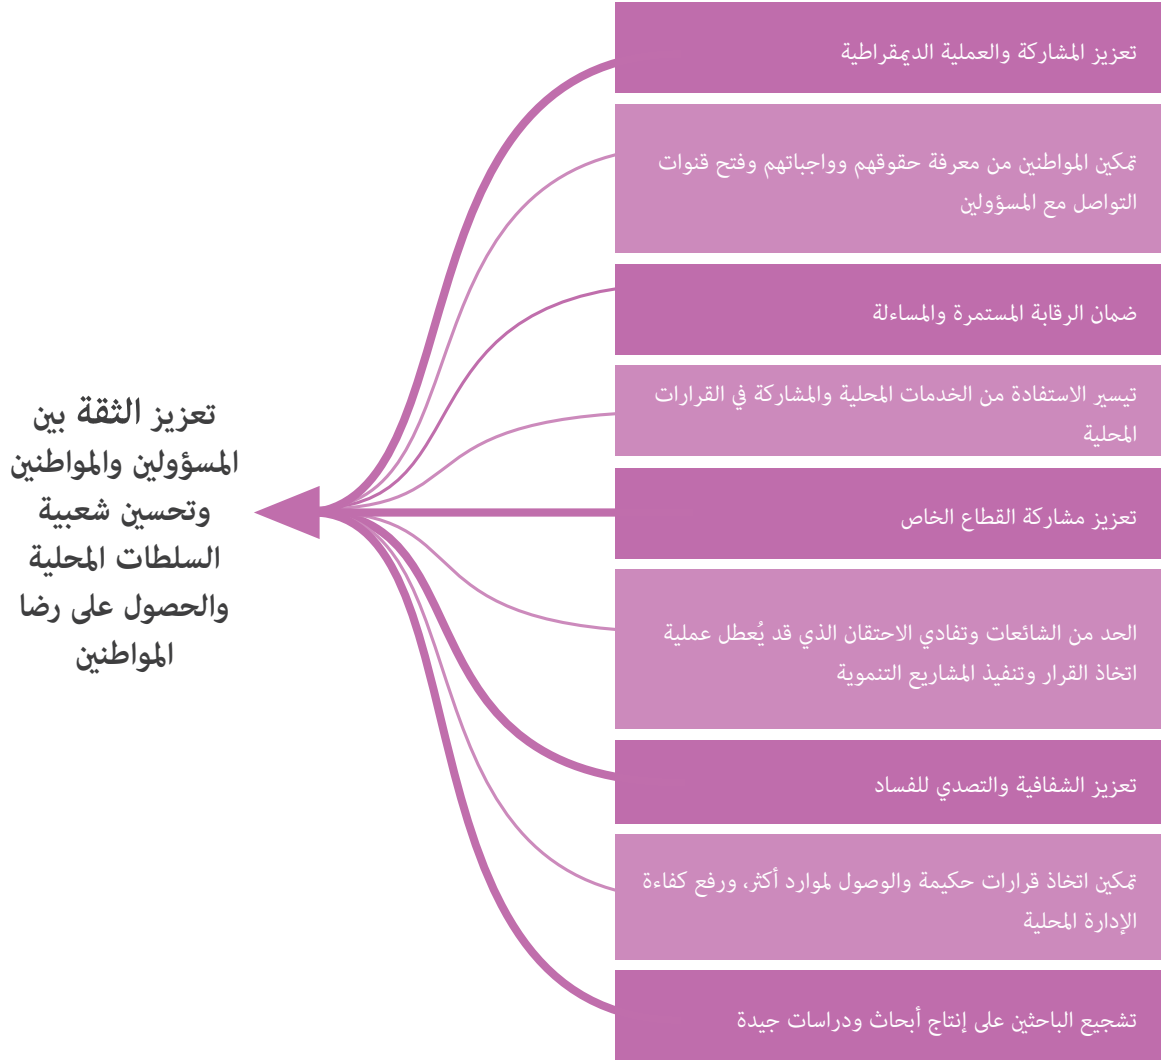 تعزيز المشاركة والعملية الديمقراطية
تمكين المواطنين من معرفة حقوقهم وواجباتهم وفتح قنوات
التواصل مع المسؤولين
ضمان الرقابة المستمرة والمساءلة
تيسير الاستفادة من الخدمات المحلية والمشاركة في القرارات
المحلية
تعزيز مشاركة القطاع الخاص
الحد من الشائعات وتفادي الاحتقان الذي قد يُعطل عملية
اتخاذ القرار وتنفيذ المشاريع التنموية
تعزيز الشفافية والتصدي للفساد
تمكين اتخاذ قرارات حكيمة والوصول لموارد أكثر، ورفع كفاءة
الإدارة المحلية
تشجيع الباحثين على إنتاج أبحاث ودراسات جيدة
تعزيز الثقة بين
المسؤولين والمواطنين
وتحسين شعبية
السلطات المحلية
والحصول على رضا
المواطنين